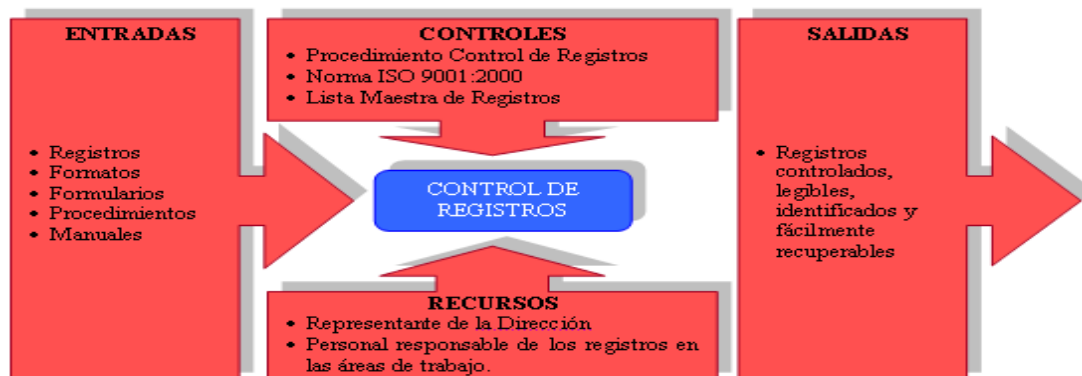 ENTRADAS
• Registros
• Formatos
• Formularios
• Procedimientos
• Manuales
CONTROLES
• Procedimiento Control de Registros
• Norma ISO 9001:2000
• Lista Maestra de Registros
CONTROL DE
REGISTROS
RECURSOS
• Representante de la Dirección
• Personal responsable de los registros en
las áreas de trabajo.
SALIDAS
• Registros
controlados,
legibles,
identificados y
fácilmente
recuperables